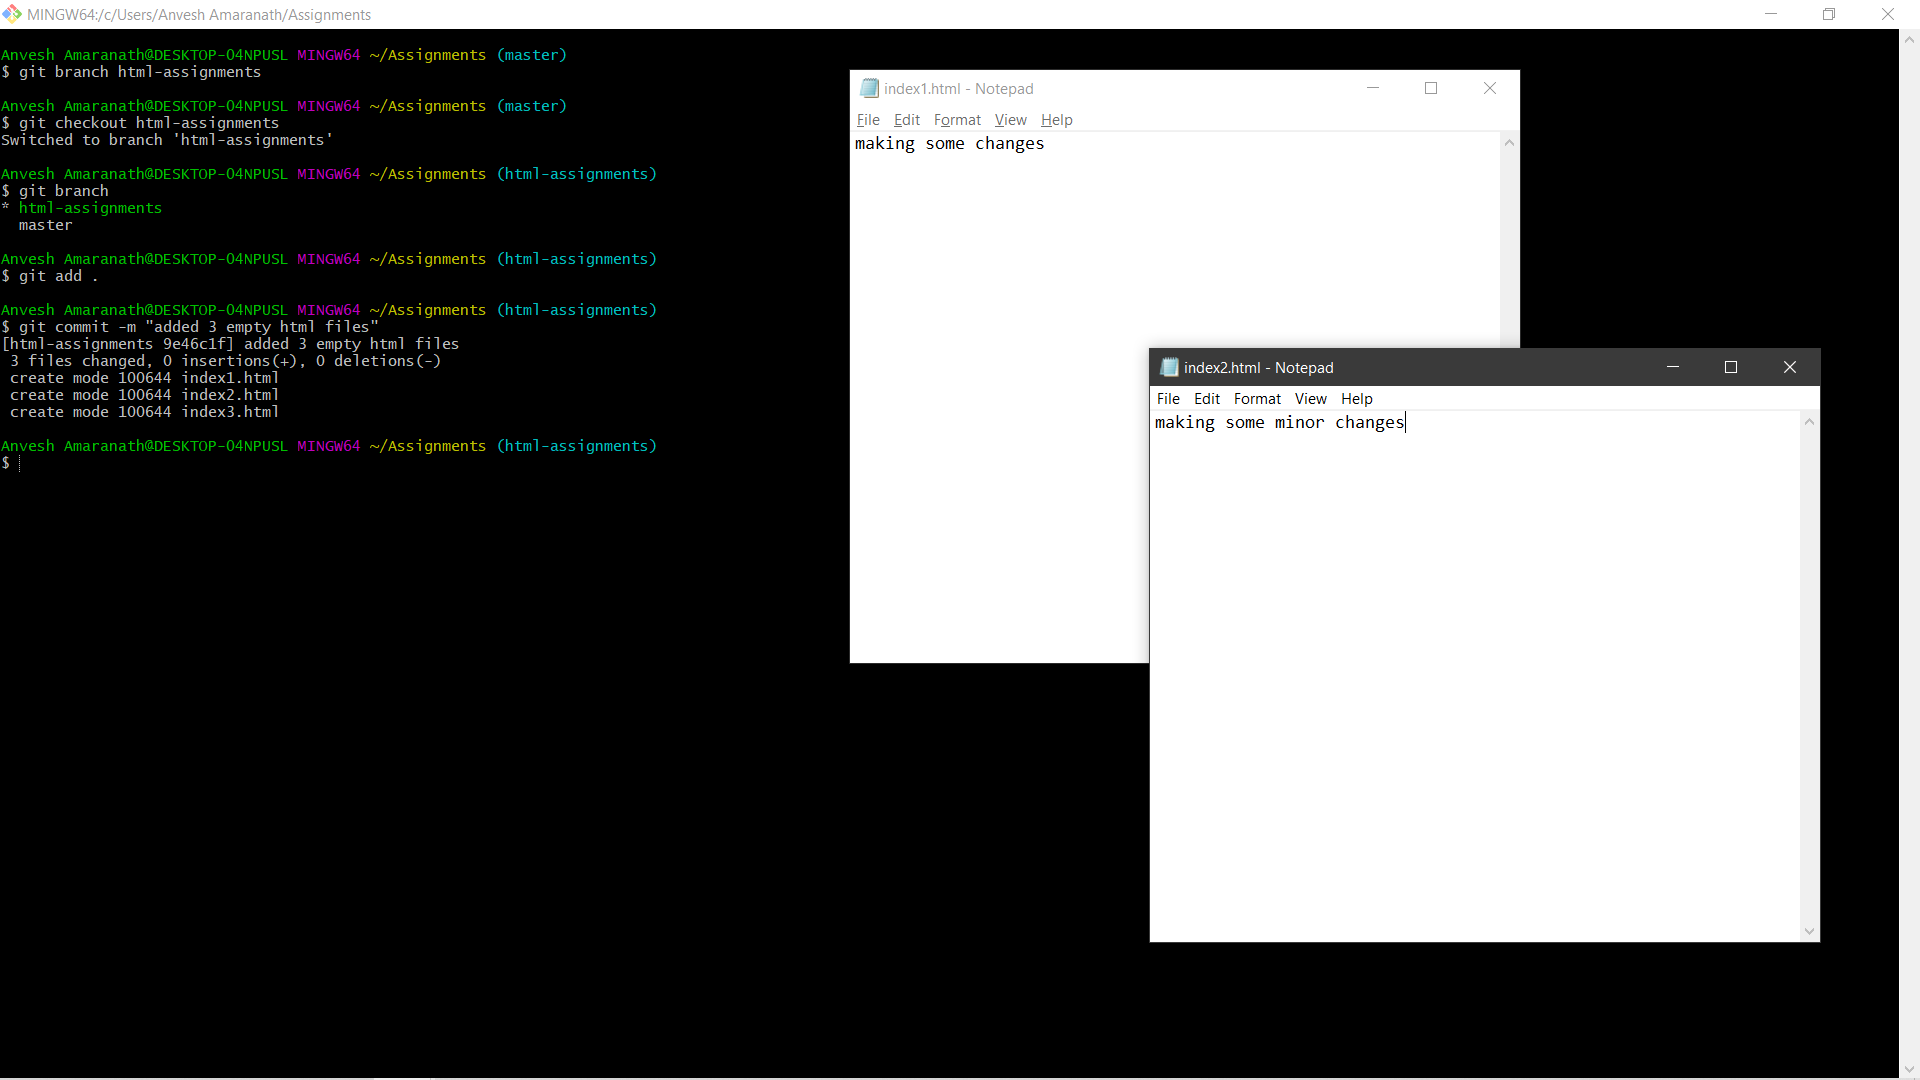 MINGW64:/c/Users/Anvesh Amaranath/Assignments
Anvesh Amaranath@DESKTOP-O4NPUSL MINGW64 ~/Assignments (master)
$ git branch html-assignments
Anvesh Amaranath@DESKTOP-O4NPUSL MINGW64 ~/Assignments (master)
$ git checkout html-assignments
Switched to branch 'html-assignments'
Anvesh Amaranath@DESKTOP-O4NPUSL MINGW64 ~/Assignments (html-assignments)
$ git branch
* html-assignments
master
Anvesh Amaranath@DESKTOP-O4NPUSL MINGW64 ~/Assignments (html-assignments)
$ git add .
Anvesh Amaranath@DESKTOP-O4NPUSL MINGW64 ~/Assignments (html-assignments)
$ git commit -m "added 3 empty html files"
[html-assignments 9e46c1f] added 3 empty html files
3 files changed, 0 insertions(+), 0 deletions(-)
create mode 100644 index1.html
create mode 100644 index2.html
create mode 100644 index3.html
Anvesh Amaranath@DESKTOP-O4NPUSL MINGW64 ~/Assignments (html-assignments)
$
index1.html - Notepad
File Edit Format View Help
making some changes
index2.html - Notepad
File Edit Format View Help
making some minor changes